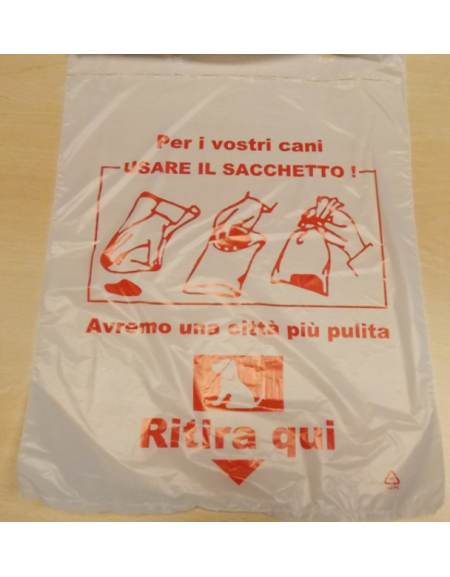 Per i vostri cani
USARE IL SACCHETTO !
Avremo una città più pulita
Ritira qui